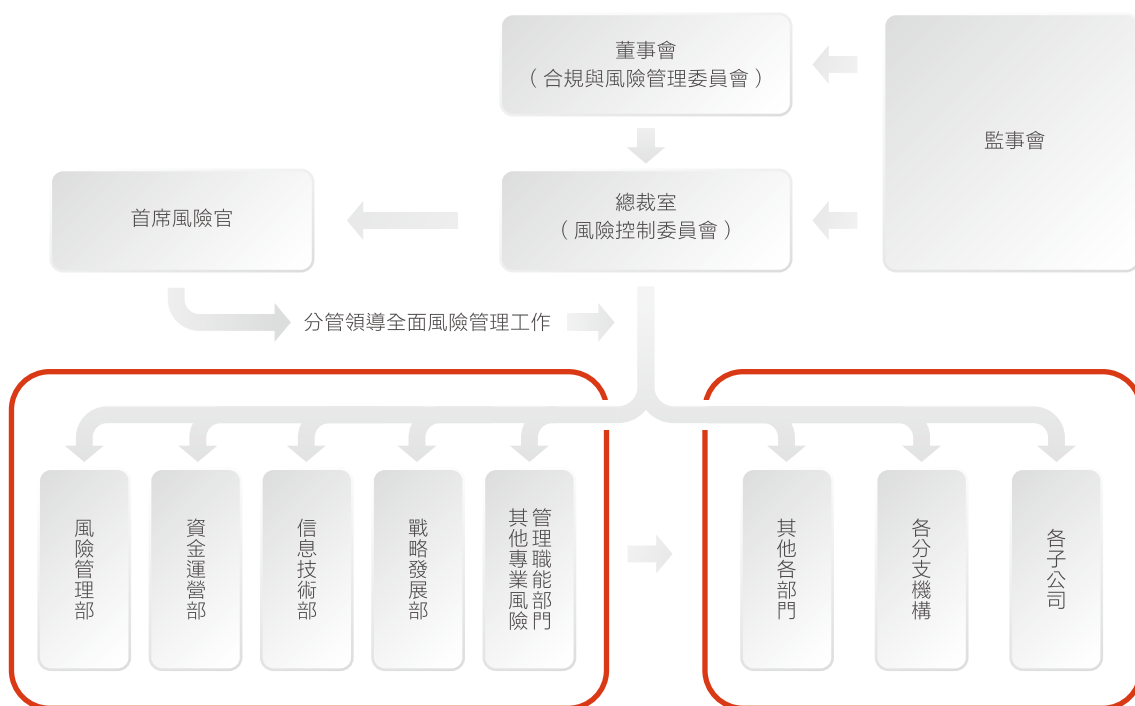 董事會
（合規與風險管理委員會）
監事會
首席風險官
總裁室
（風險控制委員會）
分管領導全面風險管理工作
風險管理部
資金運營部
信息技術部
戰略發展部
其他專業風險
管理職能部門
其他各部門
各分支機構
各子公司